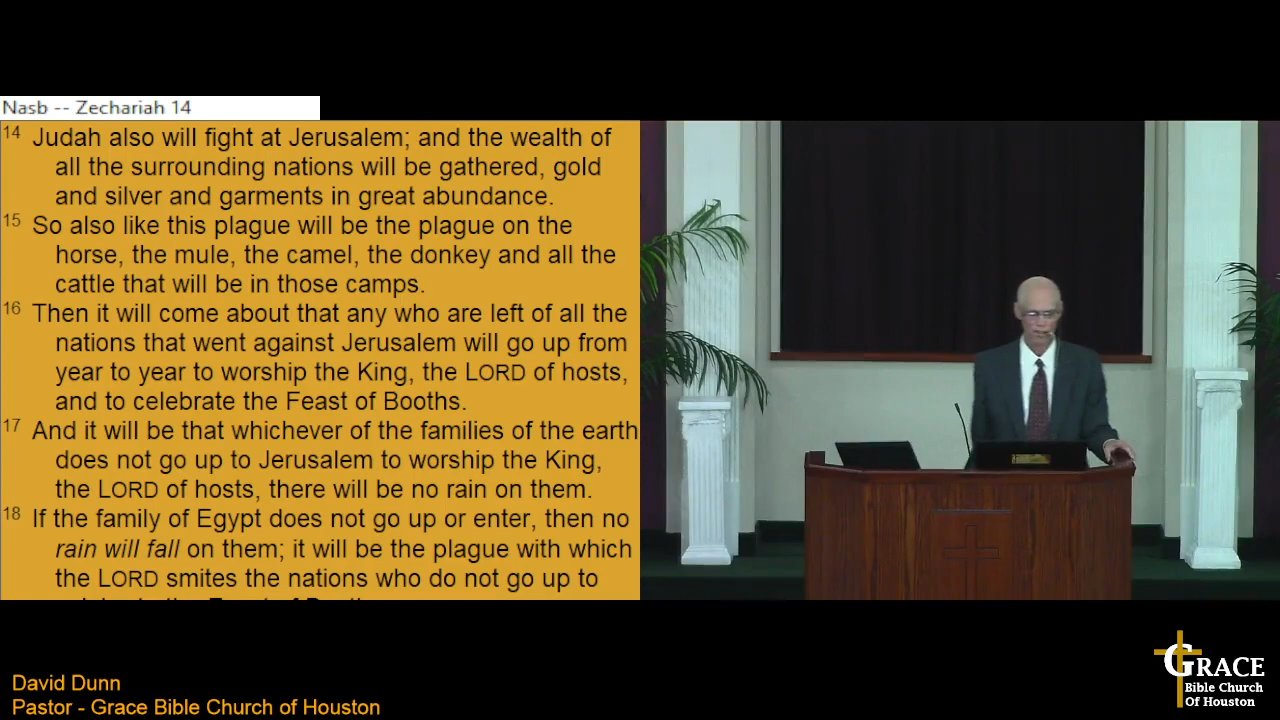 Nasb -- Zechariah 14
14 Judah also will fight at Jerusalem; and the wealth of
all the surrounding nations will be gathered, gold
and silver and garments in great abundance.
15 So also like this plague will be the plague on the
horse, the mule, the camel, the donkey and all the
cattle that will be in those camps.
16 Then it will come about that any who are left of all the
nations that went against Jerusalem will go up from
year to year to worship the King, the LORD of hosts,
and to celebrate the Feast of Booths.
17 And it will be that whichever of the families of the earth
does not go up to Jerusalem to worship the King,
the LORD of hosts, there will be no rain on them.
18 If the family of Egypt does not go up or enter, then no
rain will fall on them; it will be the plague with which
the LORD smites the nations who do not go up to
David Dunn
Pastor - Grace Bible Church of Houston
GRACE
Bible Church
Of Houston